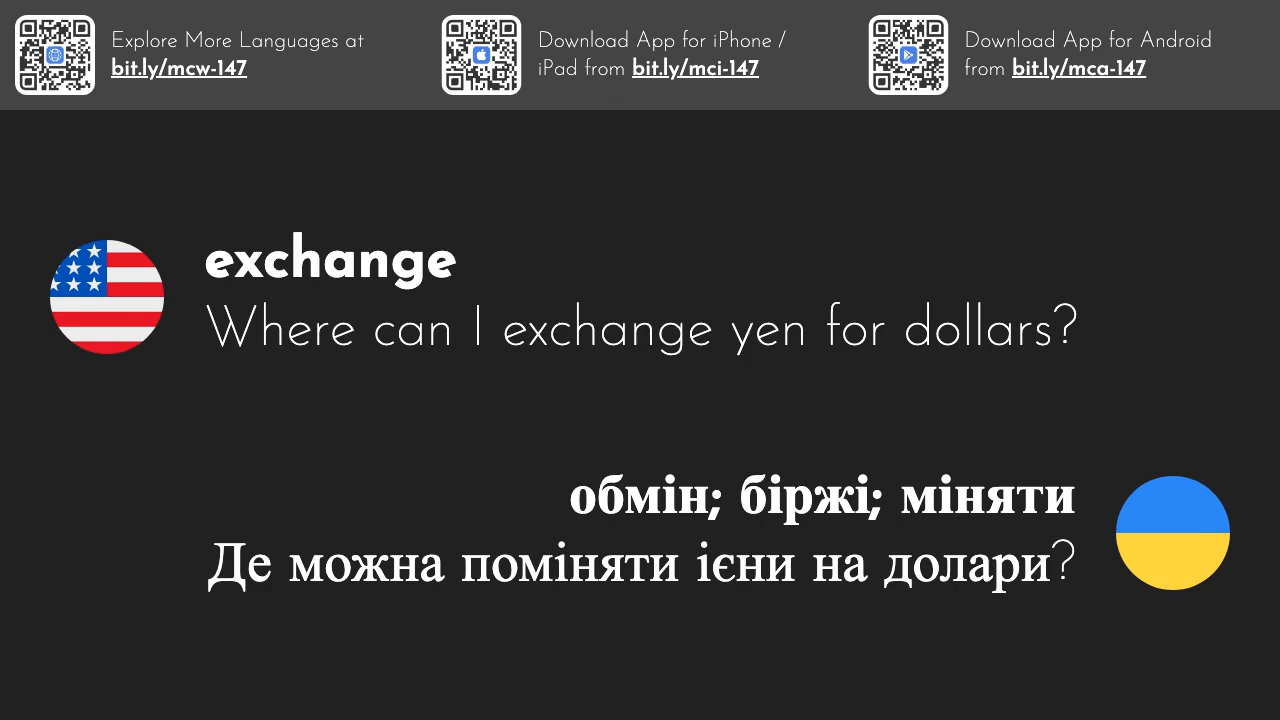 Explore More Languages at
bit.ly/mcw-147
Download App for iPhone /
iPad from bit.ly/mci-147
Download App for Android
from bit.ly/mca-147
exchange
Where can I exchange yen for dollars?
обмін; біржі; міняти
Де можна поміняти ієни на долари?